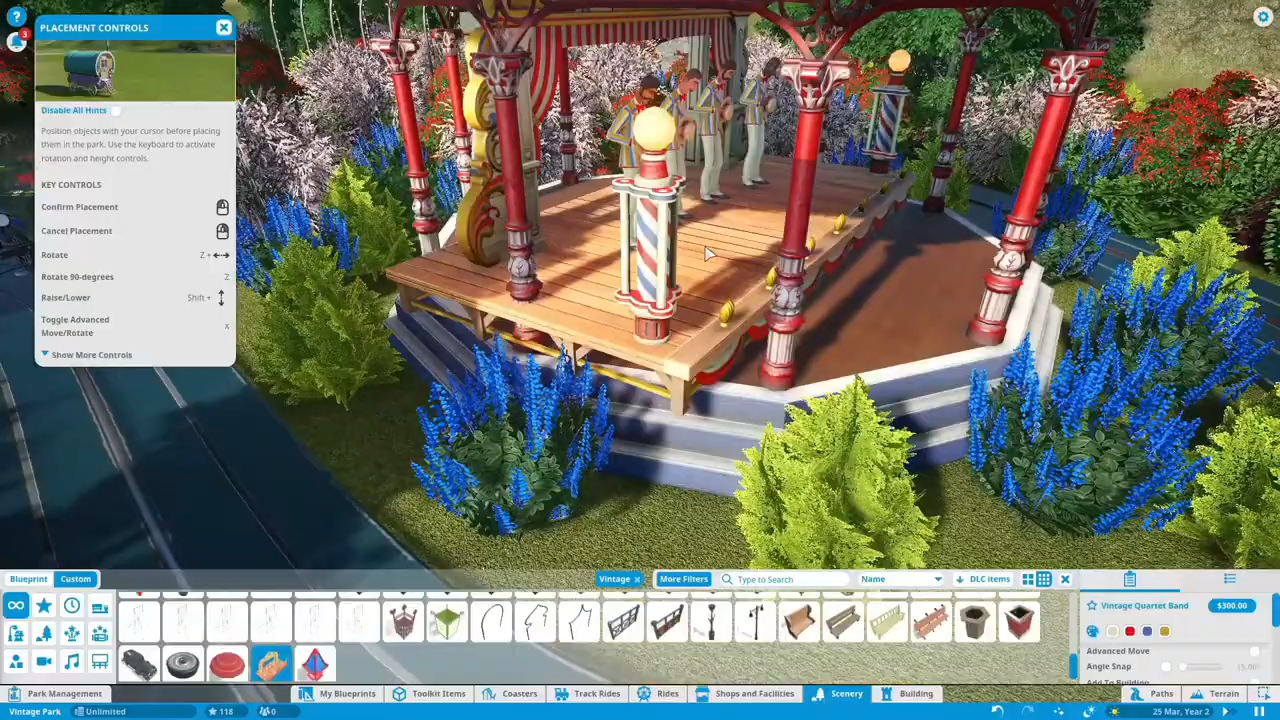 PLACEMENT CONTROLS
Disable All Hints
Position objects with your cursor before placing
them in the park. Use the keyboard to activate
rotation and height controls.
KEY CONTROLS
Confirm Placement
Cancel Placement
Rotate Z +
Rotate 90-degrees Z
Raise/Lower Shift +
Toggle Advanced
Move/Rotate X
Show More Controls
3
Blueprint Custom Vintage More Filters Type to Search Name DLC items
Vintage Quartet Band $300.00
Advanced Move
Angle Snap 15.00°
Park Management My Blueprints Toolkit Items Coasters Track Rides Rides Shops and Facilities Scenery Building Paths Terrain
Vintage Park Unlimited 118 0 25 Mar, Year 2